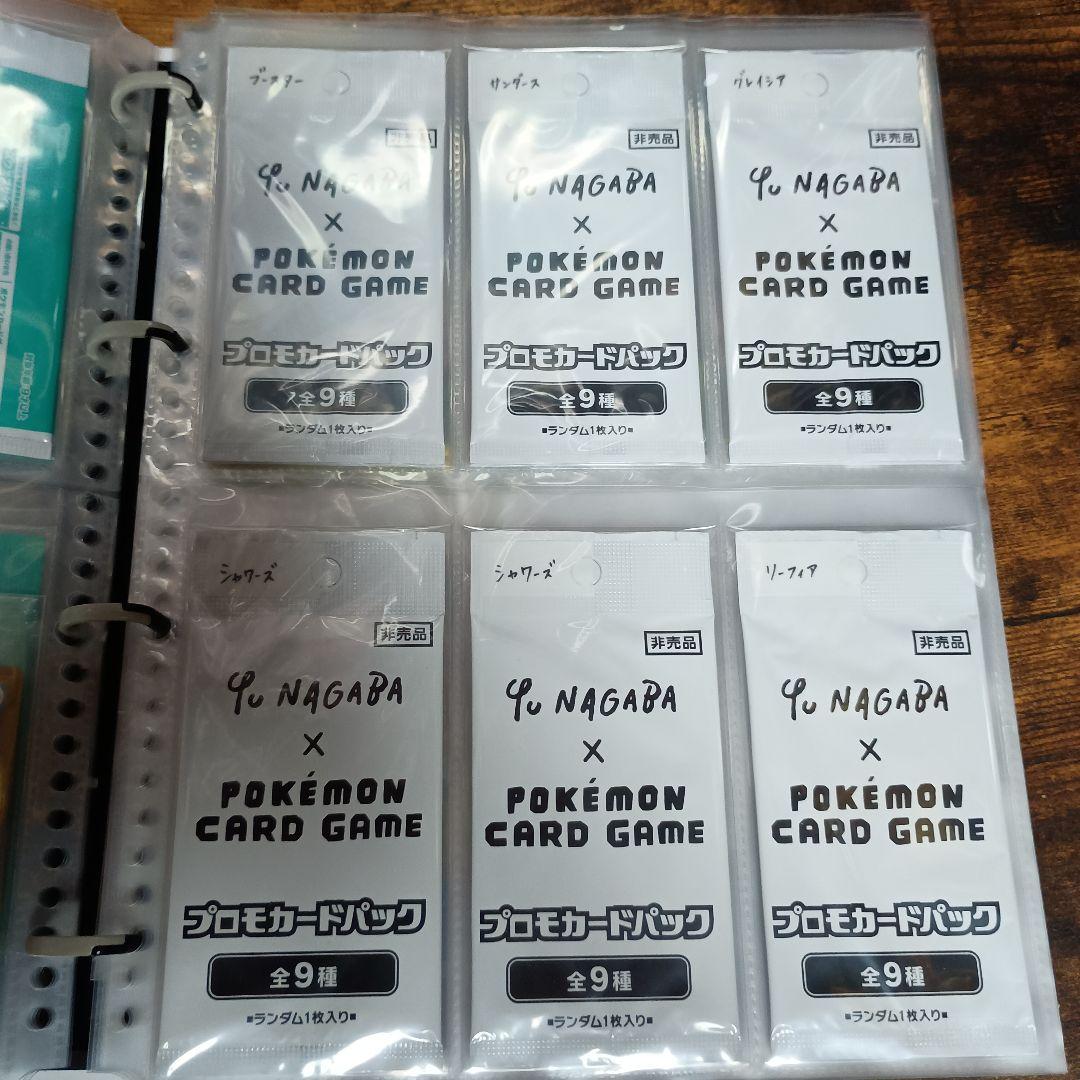 ブースター
非売品
Yu NAGABA
×
POKÉMON
CARD GAME
プロモカードパック
全9種
■ランダム1枚入り■
サンダース
非売品
Yu NAGABA
×
POKÉMON
CARD GAME
プロモカードパック
全9種
■ランダム1枚入り■
グレイシア
非売品
Yu NAGABA
×
POKÉMON
CARD GAME
プロモカードパック
全9種
■ランダム1枚入り■
シャワーズ
非売品
Yu NAGABA
×
POKÉMON
CARD GAME
プロモカードパック
全9種
■ランダム1枚入り■
シャワーズ
非売品
Yu NAGABA
×
POKÉMON
CARD GAME
プロモカードパック
全9種
■ランダム1枚入り■
リーフィア
非売品
Yu NAGABA
×
POKÉMON
CARD GAME
プロモカードパック
全9種
■ランダム1枚入り■